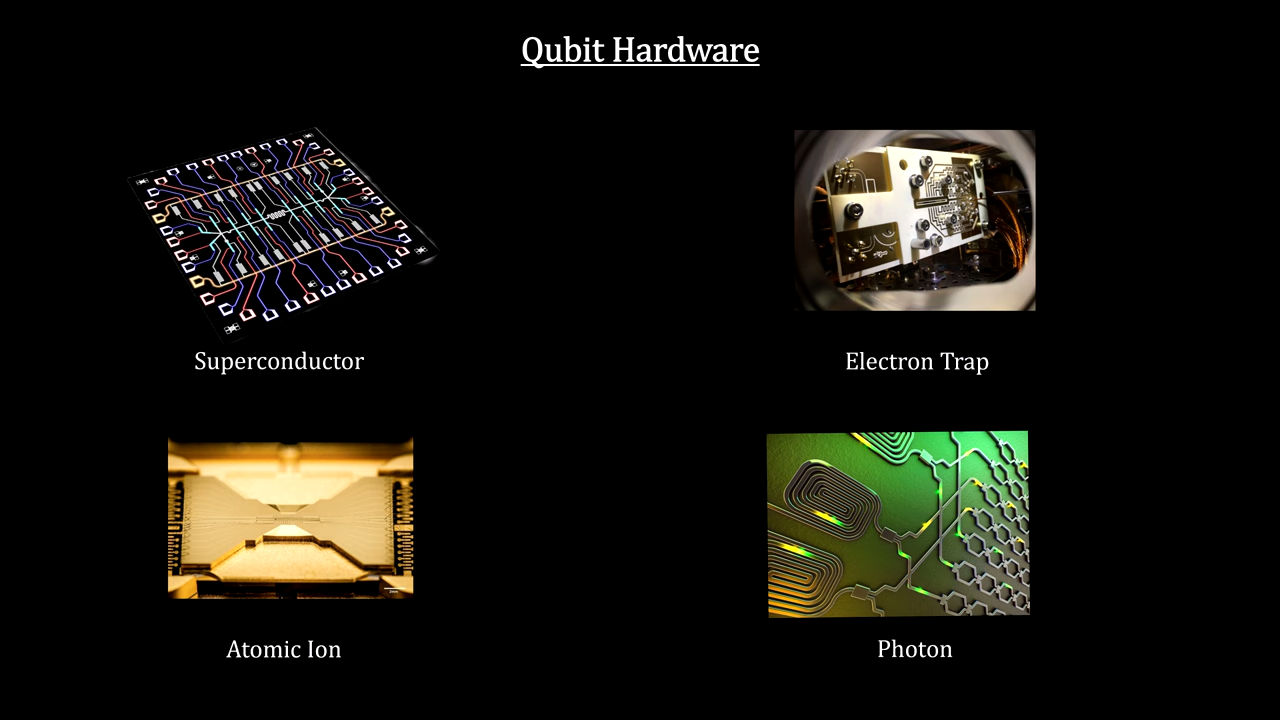 Qubit Hardware
Superconductor
Electron Trap
Atomic Ion
Photon